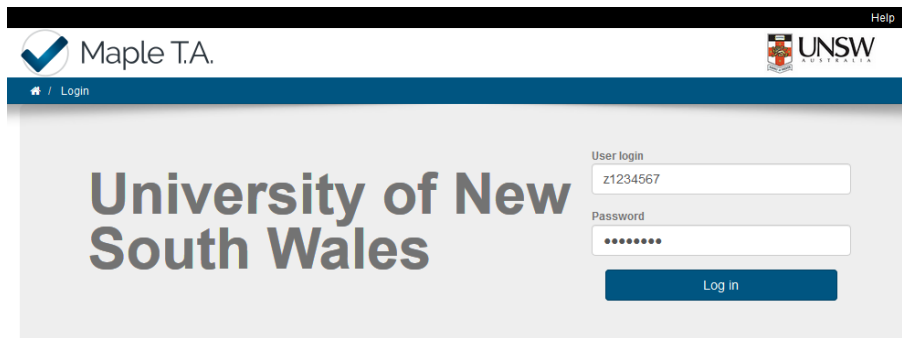 Help
Maple T.A.
UNSW
AUSTRALIA
/ Login
University of New
South Wales
User login
z1234567
Password
••••••••
Log in